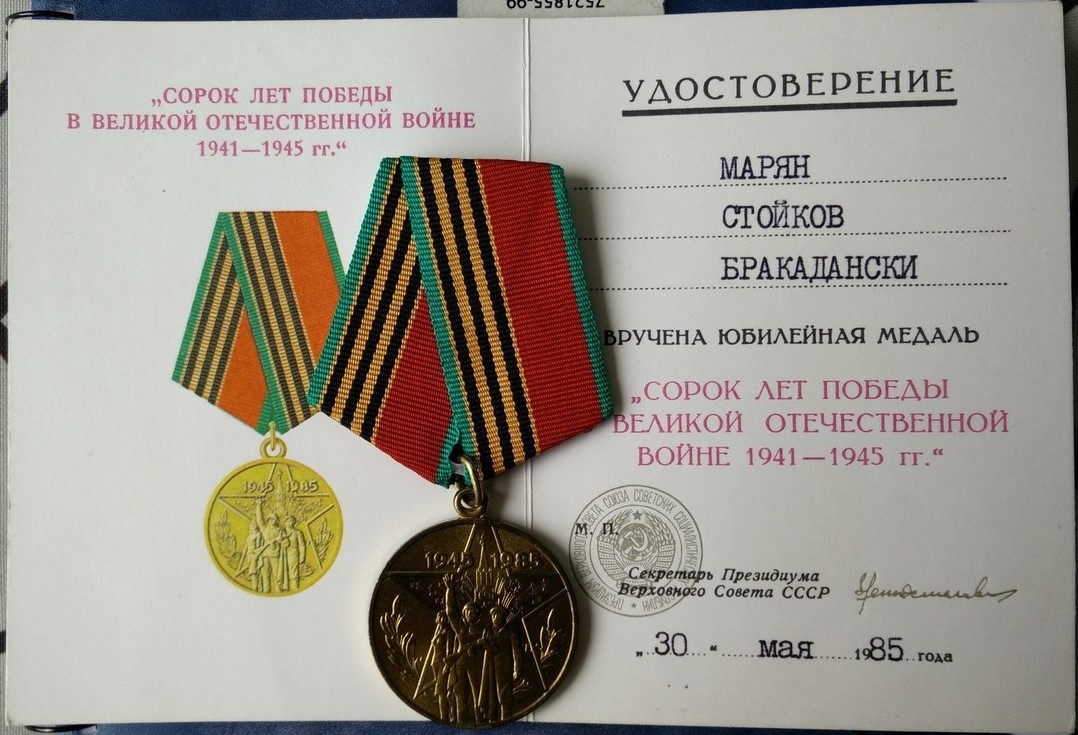 7521855-99
„СОРОК ЛЕТ ПОБЕДЫ
В ВЕЛИКОЙ ОТЕЧЕСТВЕННОЙ ВОЙНЕ
1941—1945 гг.“
1945 1985
1945 1985
УДОСТОВЕРЕНИЕ
МАРЯН
СТОЙКОВ
БРАКАДАНСКИ
ВРУЧЕНА ЮБИЛЕЙНАЯ МЕДАЛЬ
„СОРОК ЛЕТ ПОБЕДЫ
ВЕЛИКОЙ ОТЕЧЕСТВЕННОЙ
ВОЙНЕ 1941—1945 гг.“
М. П.
Секретарь Президиума
Верховного Совета СССР
„30“ мая 1985 года